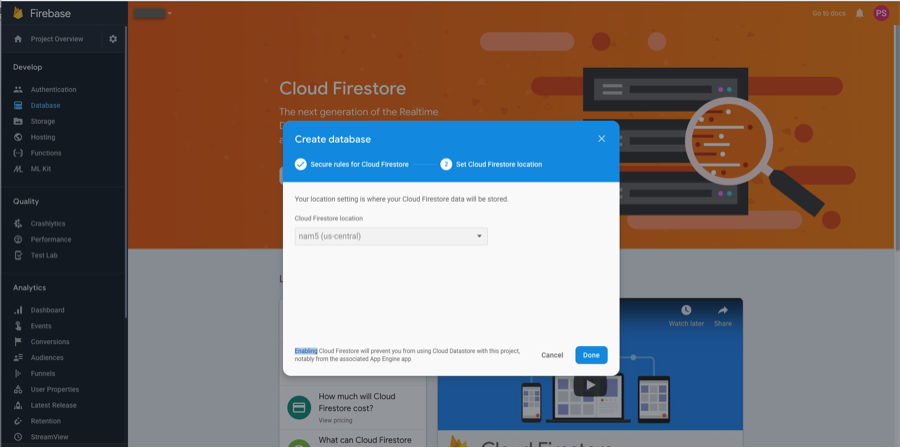 Firebase
Go to docs
PS
Project Overview
Develop
Authentication
Database
Storage
Hosting
Functions
ML Kit
Quality
Crashlytics
Performance
Test Lab
Analytics
Dashboard
Events
Conversions
Audiences
Funnels
User Properties
Latest Release
Retention
StreamView
Cloud Firestore
The next generation of the Realtime
Create database
Secure rules for Cloud Firestore
2 Set Cloud Firestore location
Your location setting is where your Cloud Firestore data will be stored.
Cloud Firestore location
nam5 (us-central)
Enabling Cloud Firestore will prevent you from using Cloud Datastore with this project,
notably from the associated App Engine app
Cancel
Done
Watch later
Share
How much will Cloud
Firestore cost?
View pricing
What can Cloud Firestore
Cloud Firestore